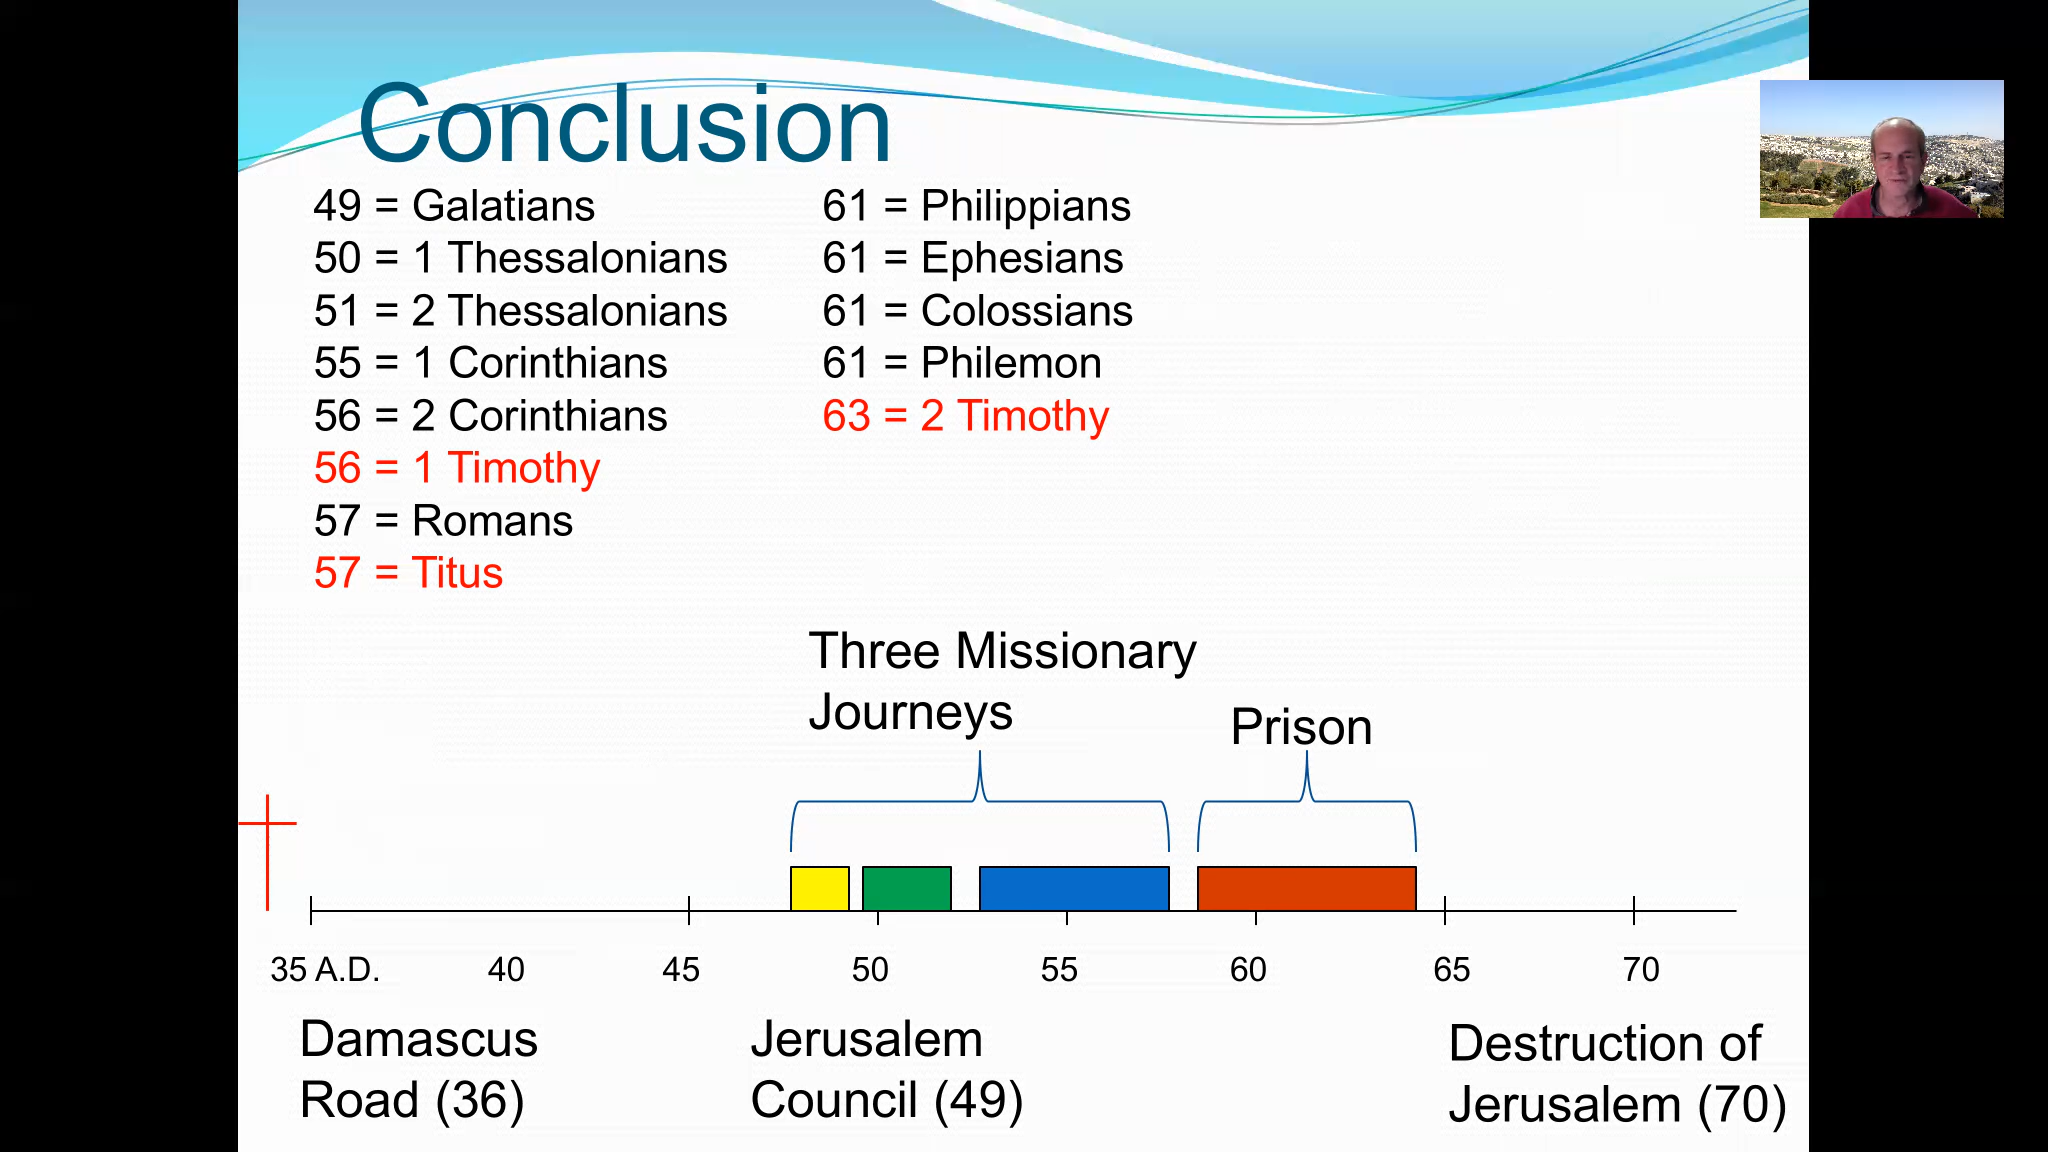 Conclusion
49 = Galatians
50 = 1 Thessalonians
51 = 2 Thessalonians
55 = 1 Corinthians
56 = 2 Corinthians
56 = 1 Timothy
57 = Romans
57 = Titus
61 = Philippians
61 = Ephesians
61 = Colossians
61 = Philemon
63 = 2 Timothy
Three Missionary
Journeys
Prison
35 A.D. 40 45 50 55 60 65 70
Damascus
Road (36)
Jerusalem
Council (49)
Destruction of
Jerusalem (70)